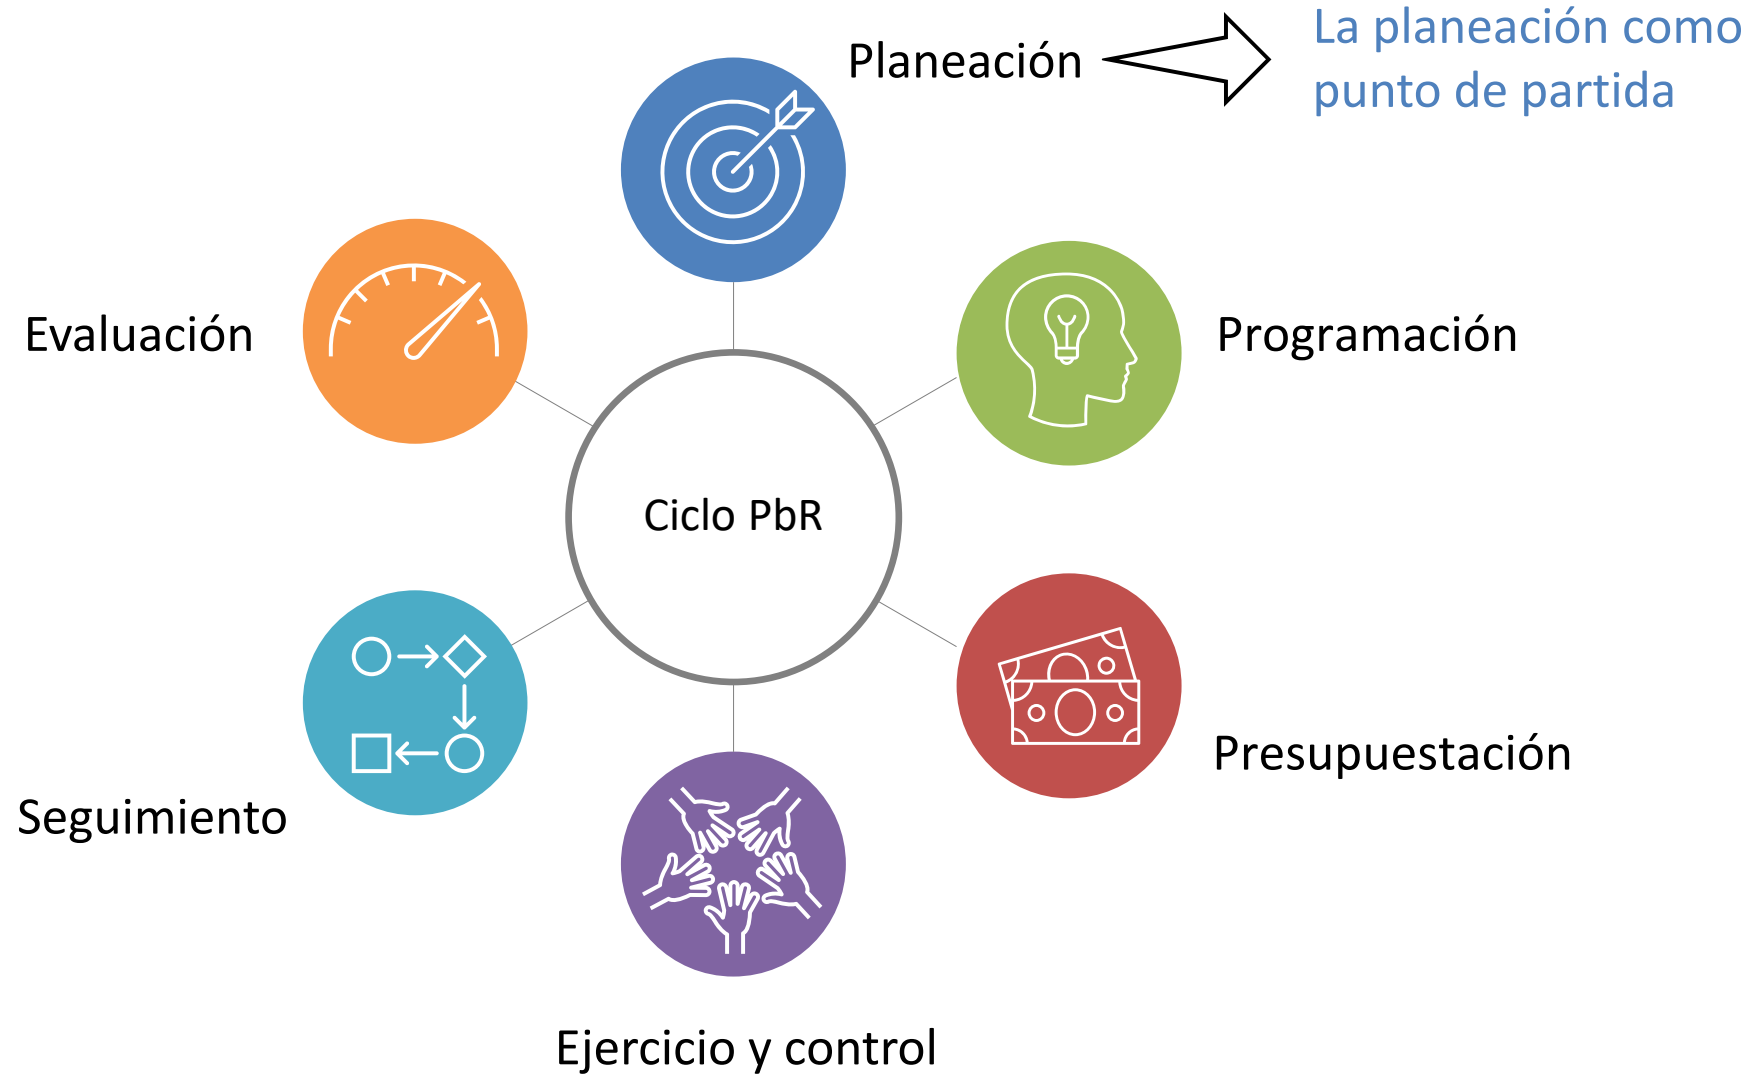 Planeación
La planeación como
punto de partida
Programación
Evaluación
Ciclo PbR
Presupuestación
Seguimiento
Ejercicio y control